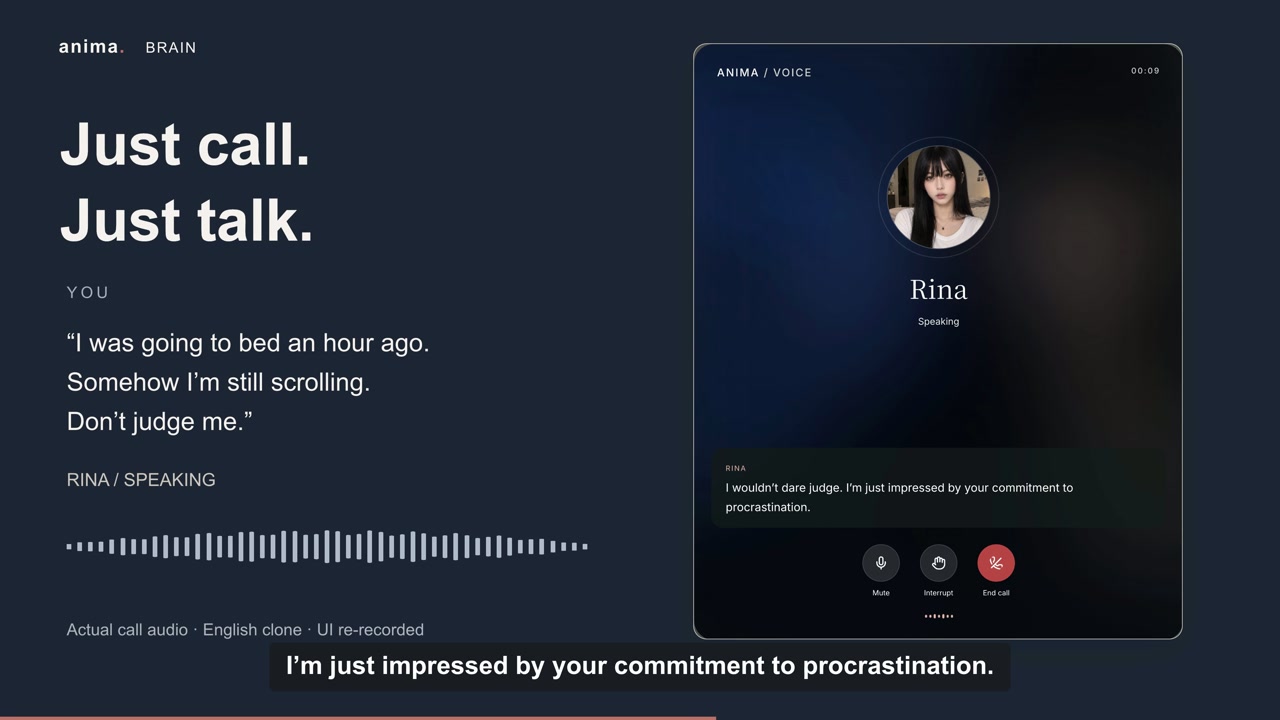 anima. BRAIN
Just call.
Just talk.
YOU
“I was going to bed an hour ago.
Somehow I’m still scrolling.
Don’t judge me.”
RINA / SPEAKING
Actual call audio · English clone · UI re-recorded
ANIMA / VOICE
00:09
Rina
Speaking
RINA
I wouldn’t dare judge. I’m just impressed by your commitment to
procrastination.
Mute
Interrupt
End call
I’m just impressed by your commitment to procrastination.